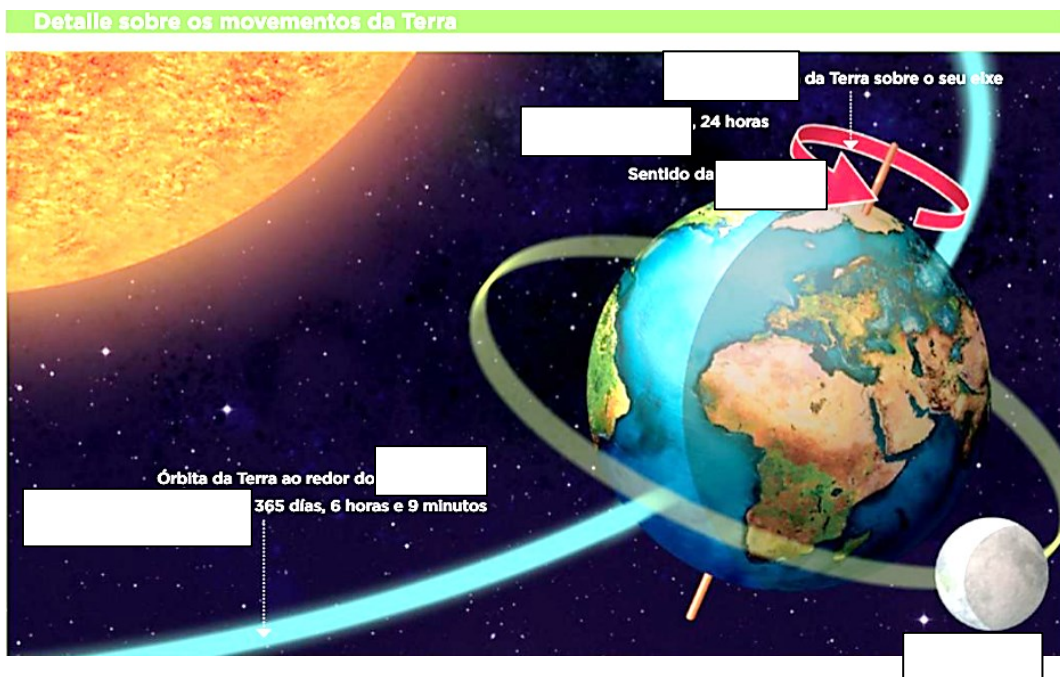 Detalle sobre os movementos da Terra
da Terra sobre o seu eixe
, 24 horas
Sentido da
Órbita da Terra ao redor do
365 días, 6 horas e 9 minutos